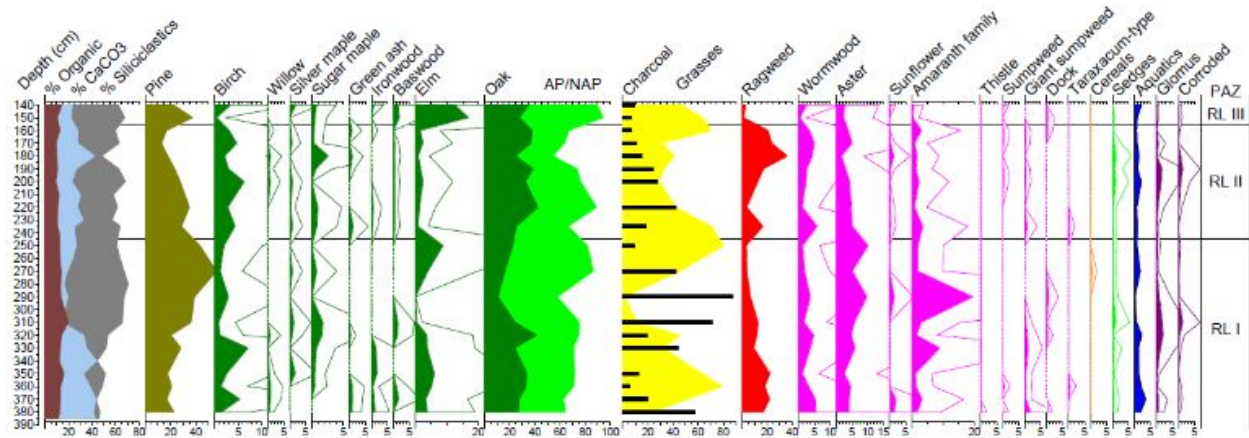 Depth (cm)
% Organic
% CaCO3
% Siliciclastics
Pine
Birch
Willow
Silver maple
Sugar maple
Green ash
Ironwood
Baswood
Elm
Oak
AP/NAP
Charcoal
Grasses
Ragweed
Wormwood
Aster
Sunflower
Amaranth family
Thistle
Sumpweed
Giant sumpweed
Dock
Taraxacum-type
Cereals
Sedges
Aquatics
Glomus
Corroded
PAZ
140
150
160
170
180
190
200
210
220
230
240
250
260
270
280
290
300
310
320
330
340
350
360
370
380
390
RL III
RL II
RL I
20 40 60 80 20 40 5 10 5 5 5 5 5 5 20 20 40 60 80 100 20 40 60 80 20 40 5 10 5 10 15 5 20 5 5 5 5 5 5 5 5 5 5